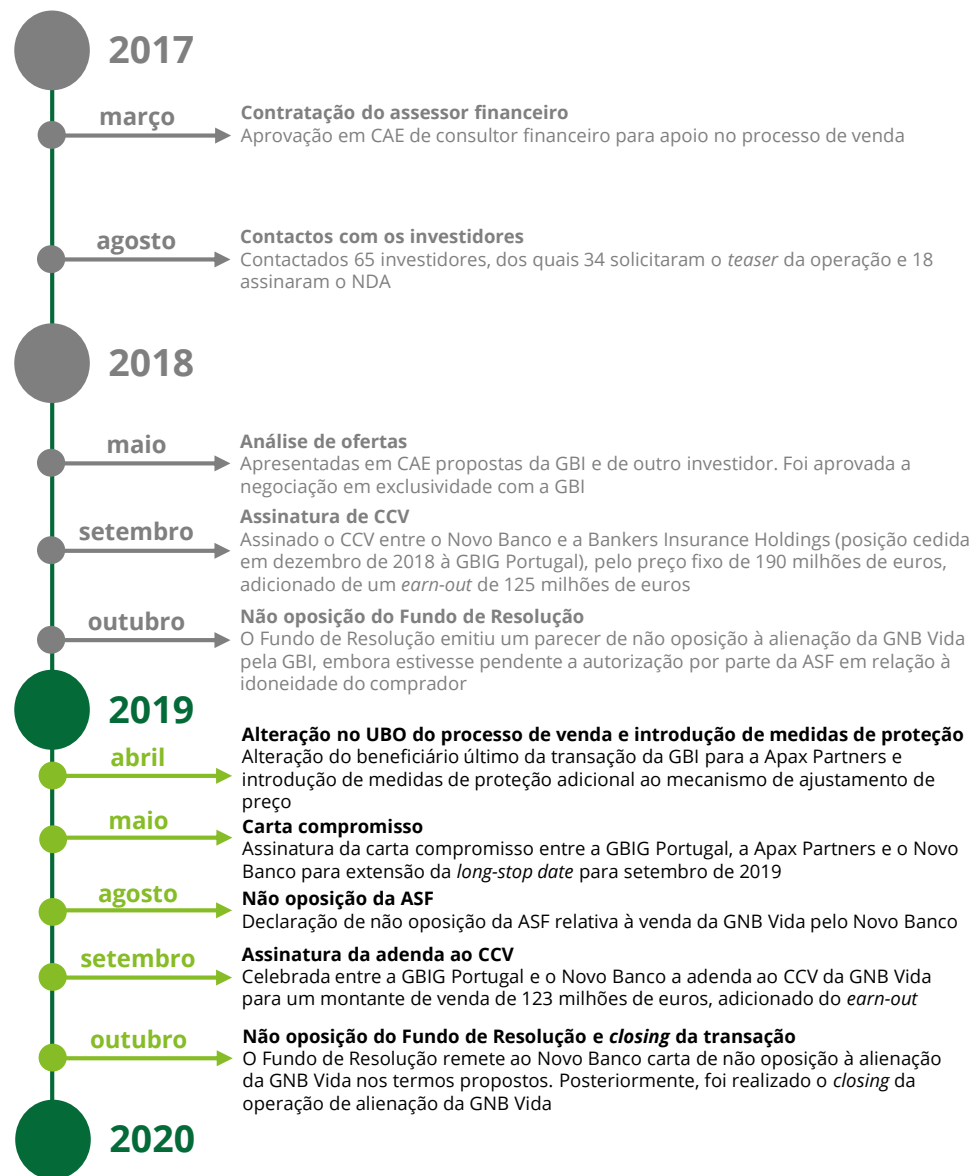 2017
março
Contratação do assessor financeiro
Aprovação em CAE de consultor financeiro para apoio no processo de venda
agosto
Contactos com os investidores
Contactados 65 investidores, dos quais 34 solicitaram o teaser da operação e 18
assinaram o NDA
2018
maio
Análise de ofertas
Apresentadas em CAE propostas da GBI e de outro investidor. Foi aprovada a
negociação em exclusividade com a GBI
setembro
Assinatura de CCV
Assinado o CCV entre o Novo Banco e a Bankers Insurance Holdings (posição cedida
em dezembro de 2018 à GBIG Portugal), pelo preço fixo de 190 milhões de euros,
adicionado de um earn-out de 125 milhões de euros
outubro
Não oposição do Fundo de Resolução
O Fundo de Resolução emitiu um parecer de não oposição à alienação da GNB Vida
pela GBI, embora estivesse pendente a autorização por parte da ASF em relação à
idoneidade do comprador
2019
abril
Alteração no UBO do processo de venda e introdução de medidas de proteção
Alteração do beneficiário último da transação da GBI para a Apax Partners e
introdução de medidas de proteção adicional ao mecanismo de ajustamento de
preço
maio
Carta compromisso
Assinatura da carta compromisso entre a GBIG Portugal, a Apax Partners e o Novo
Banco para extensão da long-stop date para setembro de 2019
agosto
Não oposição da ASF
Declaração de não oposição da ASF relativa à venda da GNB Vida pelo Novo Banco
setembro
Assinatura da adenda ao CCV
Celebrada entre a GBIG Portugal e o Novo Banco a adenda ao CCV da GNB Vida
para um montante de venda de 123 milhões de euros, adicionado do earn-out
outubro
Não oposição do Fundo de Resolução e closing da transação
O Fundo de Resolução remete ao Novo Banco carta de não oposição à alienação
da GNB Vida nos termos propostos. Posteriormente, foi realizado o closing da
operação de alienação da GNB Vida
2020